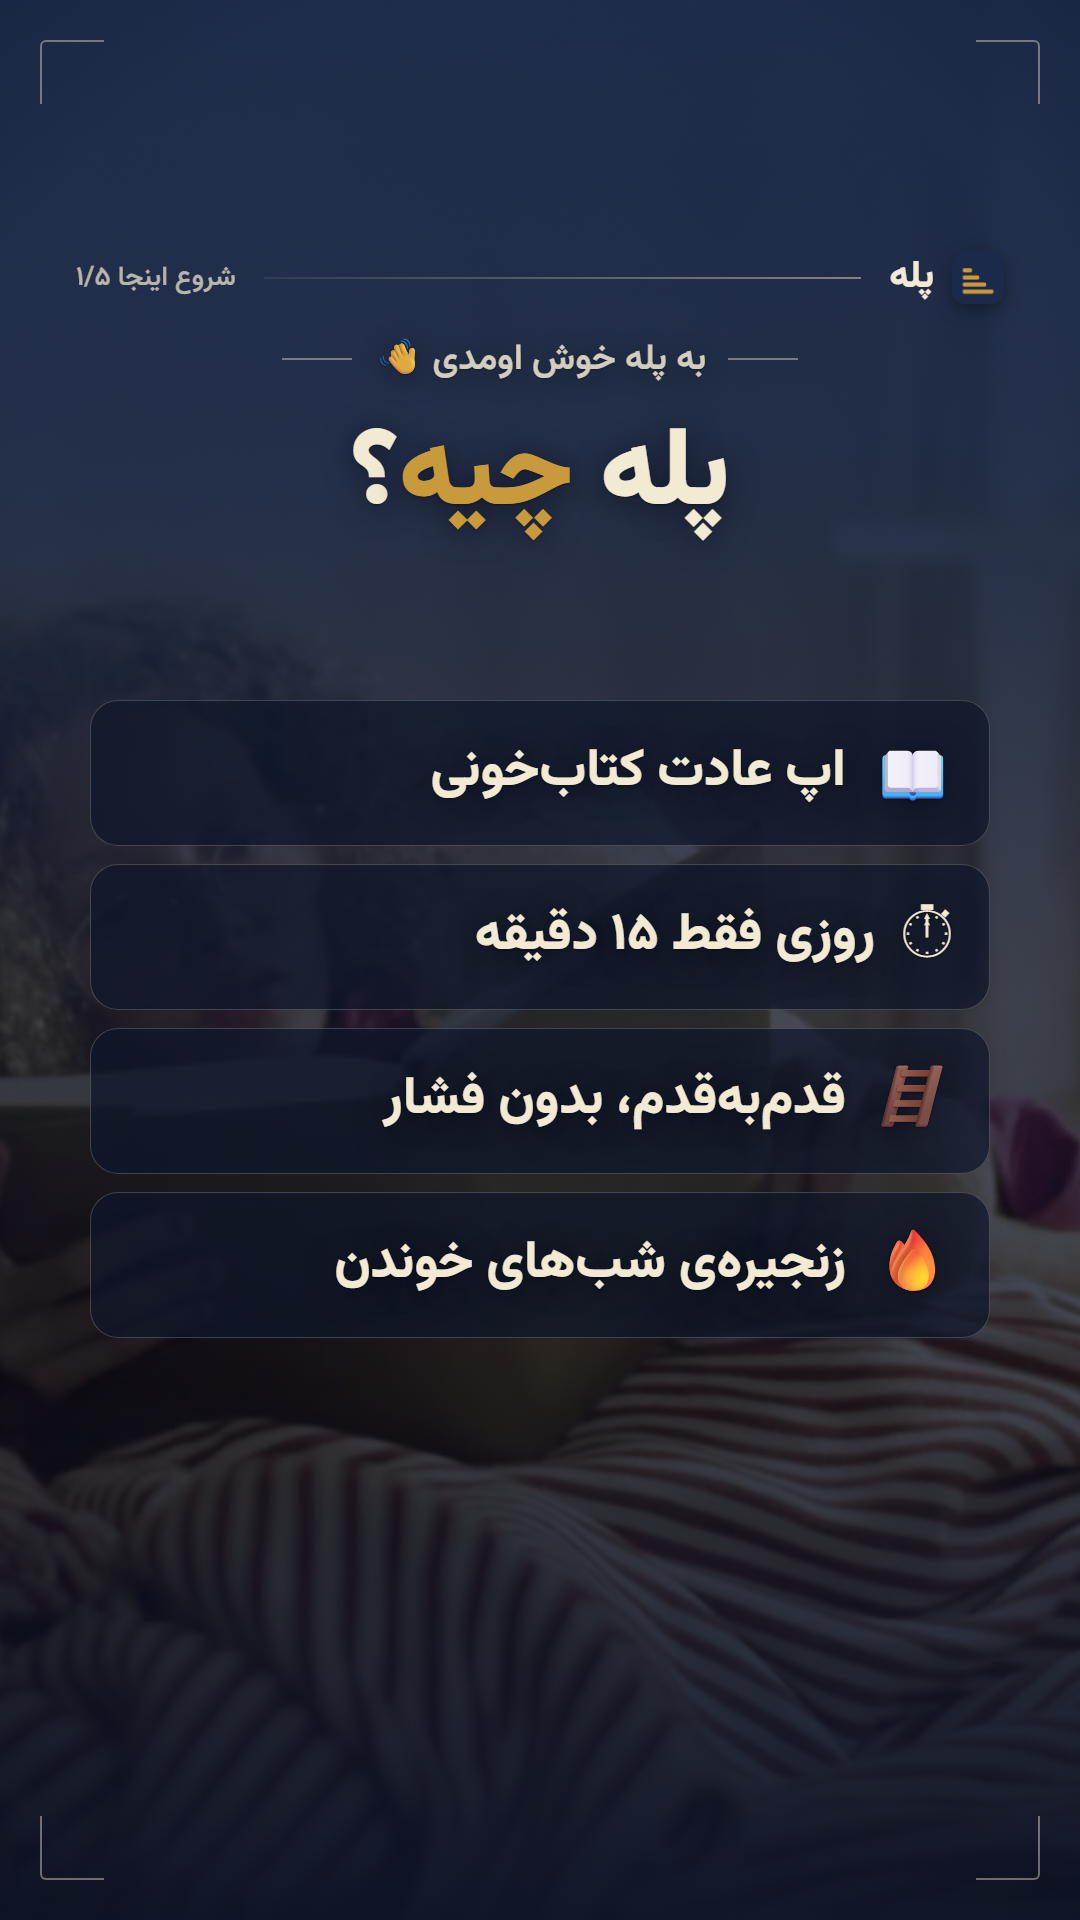 پله
شروع اینجا ۱/۵
به پله خوش اومدی 👋
پله چیه؟
📖 اپ عادت کتاب‌خونی
⏱ روزی فقط ۱۵ دقیقه
🪜 قدم‌به‌قدم، بدون فشار
🔥 زنجیره‌ی شب‌های خوندن